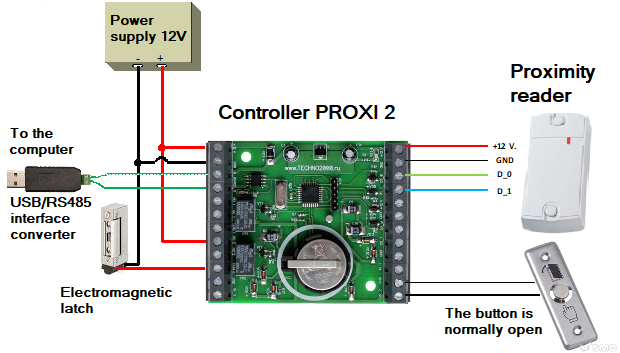 Power
supply 12V
- +
Controller PROXI 2
Proximity
reader
To the
computer
USB/RS485
interface
converter
www.TECHNO2000.ru
+12 V.
GND
D_0
D_1
Electromagnetic
latch
The button is
normally open